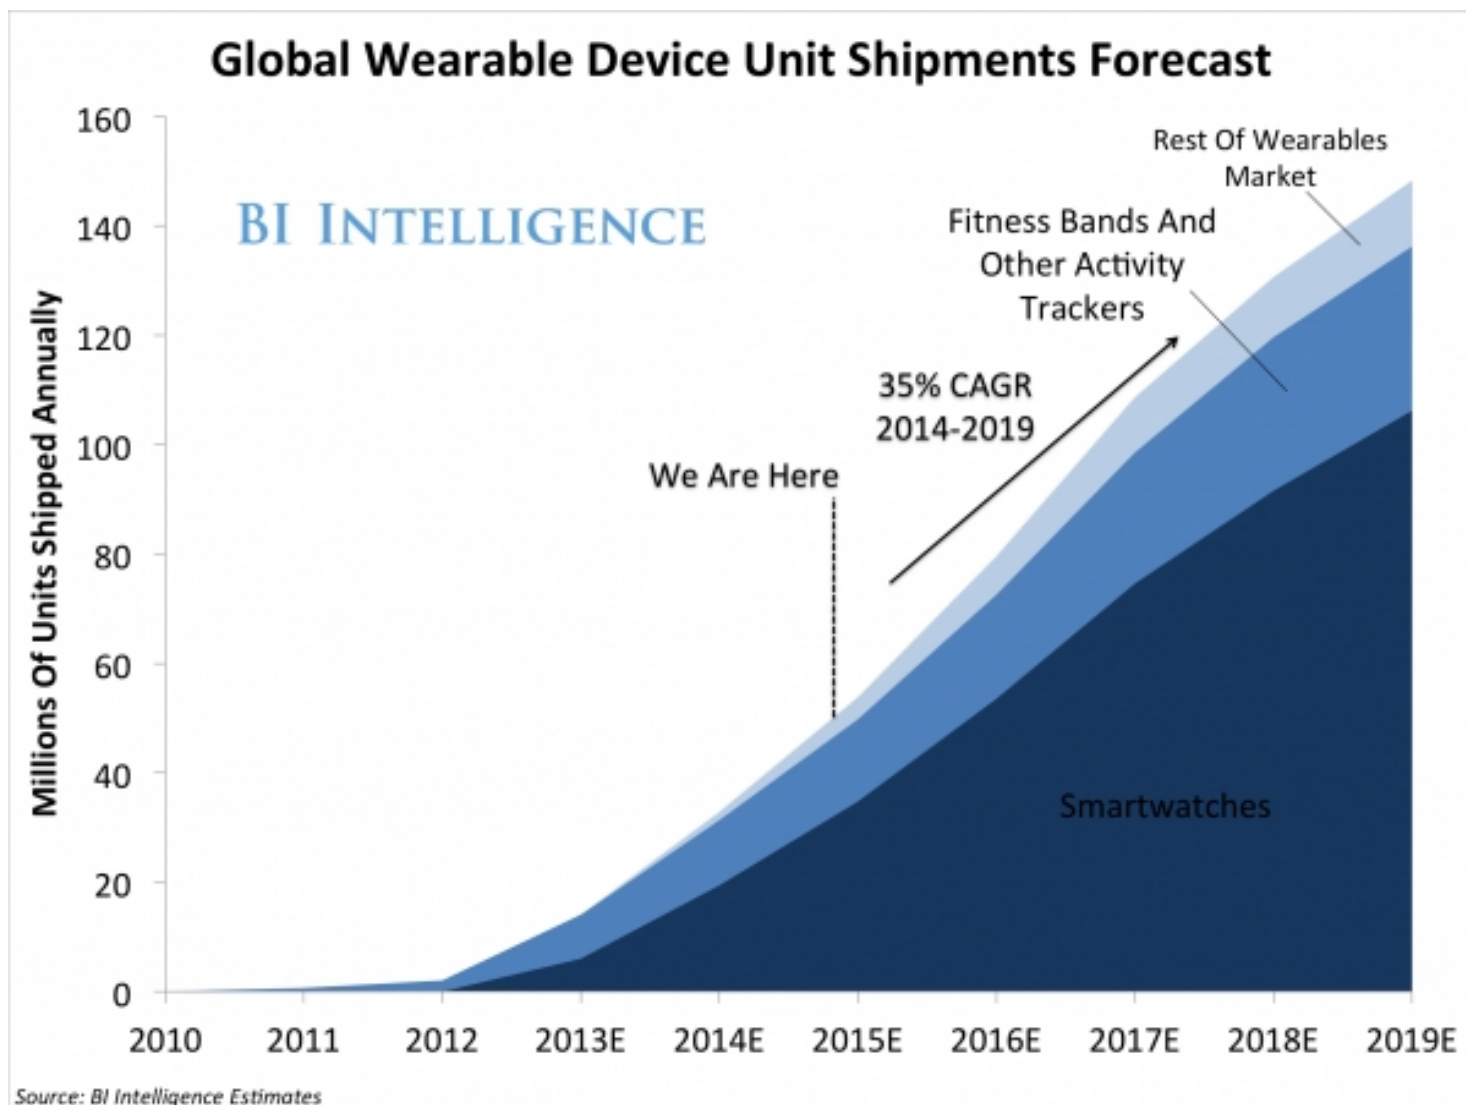 Global Wearable Device Unit Shipments Forecast
BI INTELLIGENCE
Millions Of Units Shipped Annually
160
140
120
100
80
60
40
20
0
Rest Of Wearables
Market
Fitness Bands And
Other Activity
Trackers
35% CAGR
2014-2019
We Are Here
Smartwatches
2010 2011 2012 2013E 2014E 2015E 2016E 2017E 2018E 2019E
Source: BI Intelligence Estimates